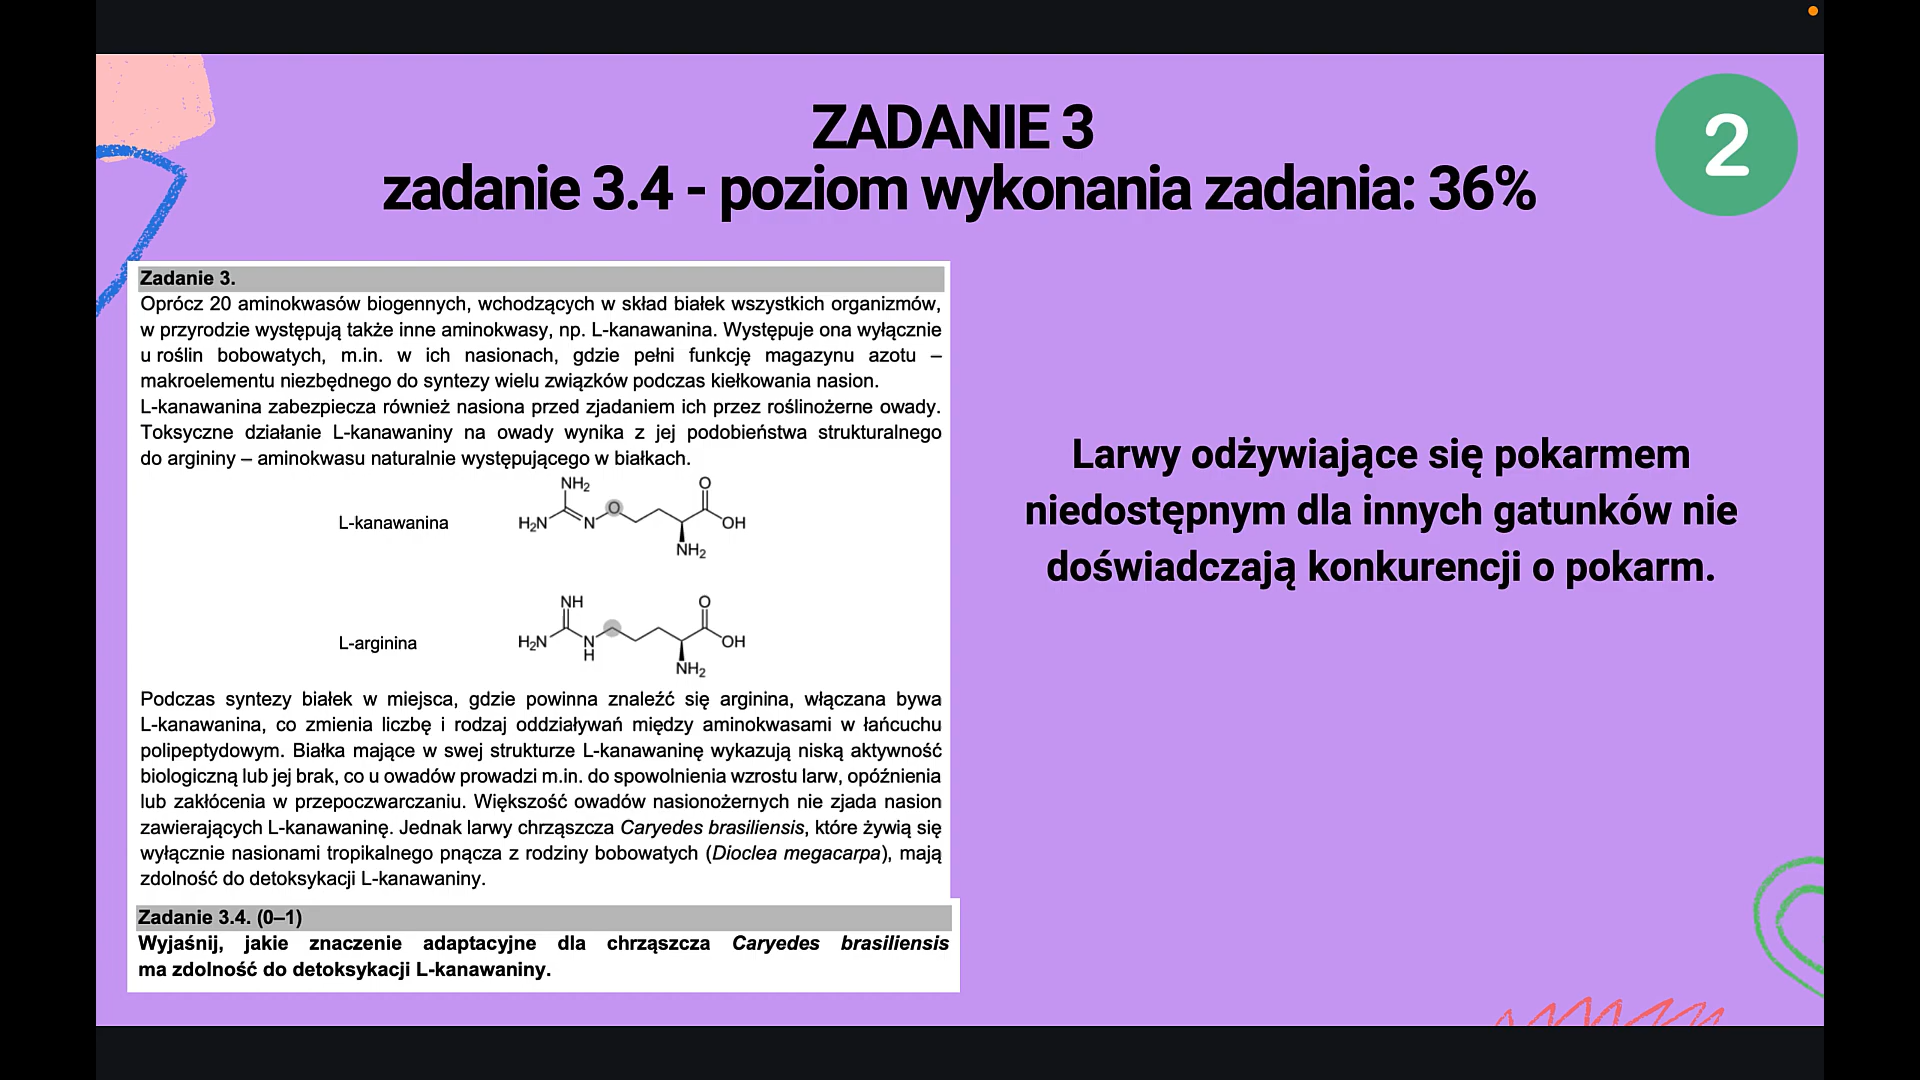 ZADANIE 3
zadanie 3.4 - poziom wykonania zadania: 36%
2
Zadanie 3.
Oprócz 20 aminokwasów biogennych, wchodzących w skład białek wszystkich organizmów,
w przyrodzie występują także inne aminokwasy, np. L-kanawanina. Występuje ona wyłącznie
u roślin bobowatych, m.in. w ich nasionach, gdzie pełni funkcję magazynu azotu –
makroelementu niezbędnego do syntezy wielu związków podczas kiełkowania nasion.
L-kanawanina zabezpiecza również nasiona przed zjadaniem ich przez roślinożerne owady.
Toksyczne działanie L-kanawaniny na owady wynika z jej podobieństwa strukturalnego
do argininy – aminokwasu naturalnie występującego w białkach.
L-kanawanina
NH2
H2N
N
O
O
OH
NH2
L-arginina
NH
H2N
N
H
O
OH
NH2
Podczas syntezy białek w miejsca, gdzie powinna znaleźć się arginina, włączana bywa
L-kanawanina, co zmienia liczbę i rodzaj oddziaływań między aminokwasami w łańcuchu
polipeptydowym. Białka mające w swej strukturze L-kanawaninę wykazują niską aktywność
biologiczną lub jej brak, co u owadów prowadzi m.in. do spowolnienia wzrostu larw, opóźnienia
lub zakłócenia w przepoczwarczaniu. Większość owadów nasionożernych nie zjada nasion
zawierających L-kanawaninę. Jednak larwy chrząszcza Caryedes brasiliensis, które żywią się
wyłącznie nasionami tropikalnego pnącza z rodziny bobowatych (Dioclea megacarpa), mają
zdolność do detoksykacji L-kanawaniny.
Zadanie 3.4. (0–1)
Wyjaśnij, jakie znaczenie adaptacyjne dla chrząszcza Caryedes brasiliensis
ma zdolność do detoksykacji L-kanawaniny.
Larwy odżywiające się pokarmem
niedostępnym dla innych gatunków nie
doświadczają konkurencji o pokarm.